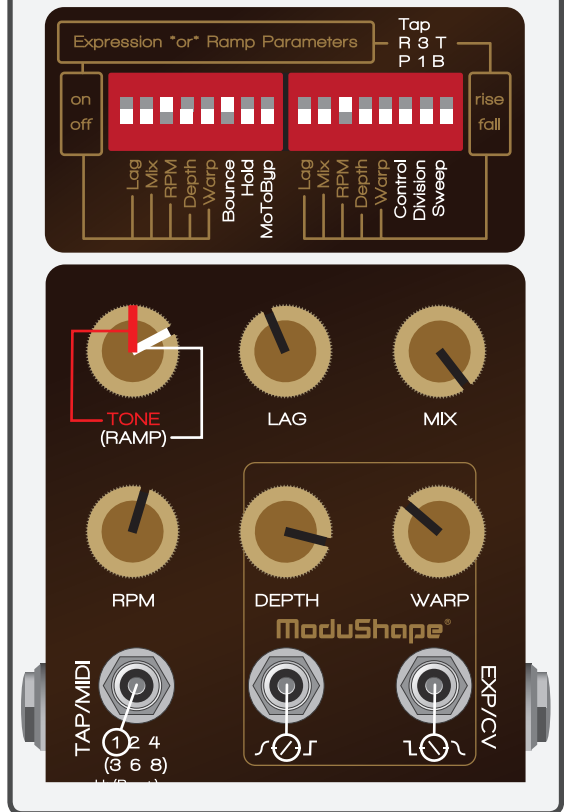 Expression "or" Ramp Parameters
Tap
R 3 T
P 1 B
on
off
rise
fall
Lag
Mix
RPM
Depth
Warp
Bounce
Hold
MoToByp
Lag
Mix
RPM
Depth
Warp
Control
Division
Sweep
TONE
(RAMP)
LAG
MIX
RPM
DEPTH
WARP
ModuShape®
TAP/MIDI
EXP/CV
1 2 4
(3 6 8)